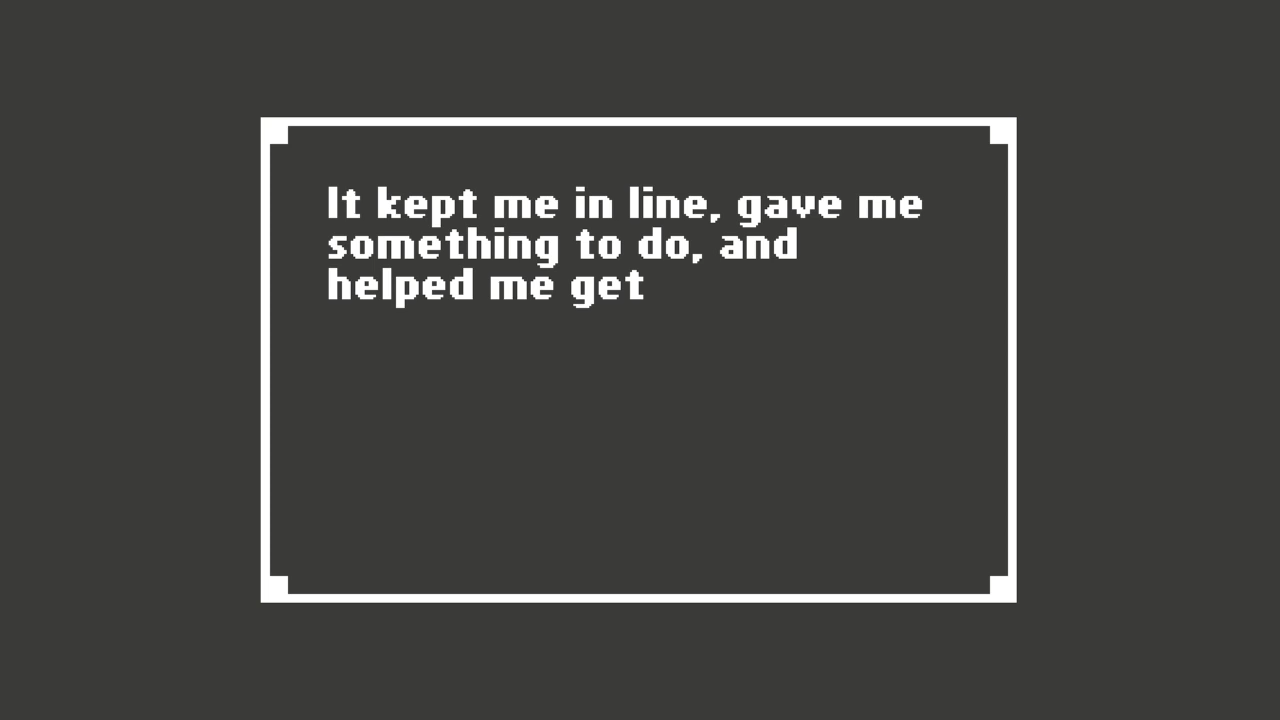 It kept me in line, gave me
something to do, and
helped me get